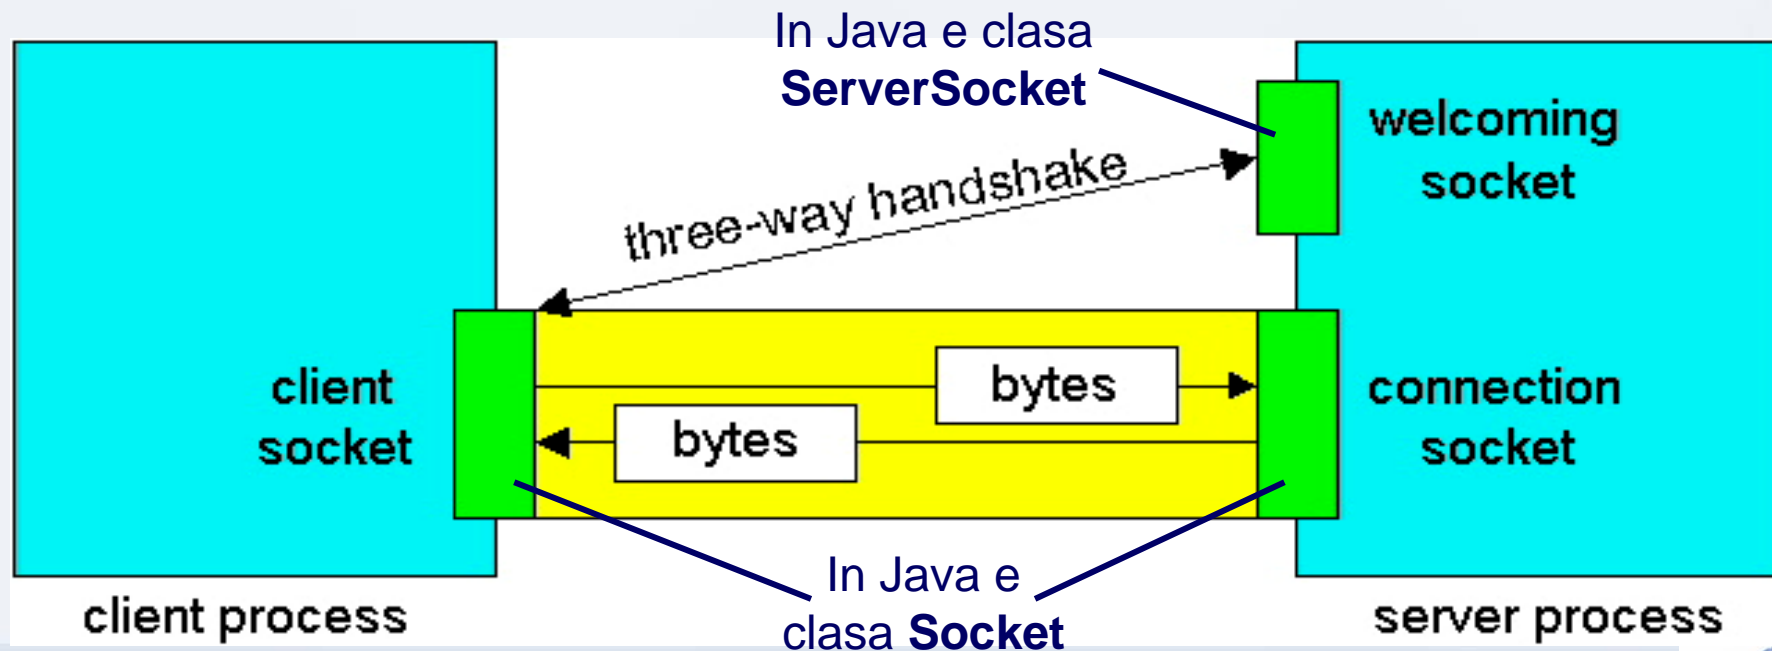 In Java e clasa
ServerSocket
welcoming
socket
three-way handshake
client
socket
bytes
bytes
connection
socket
In Java e
clasa Socket
client process
server process